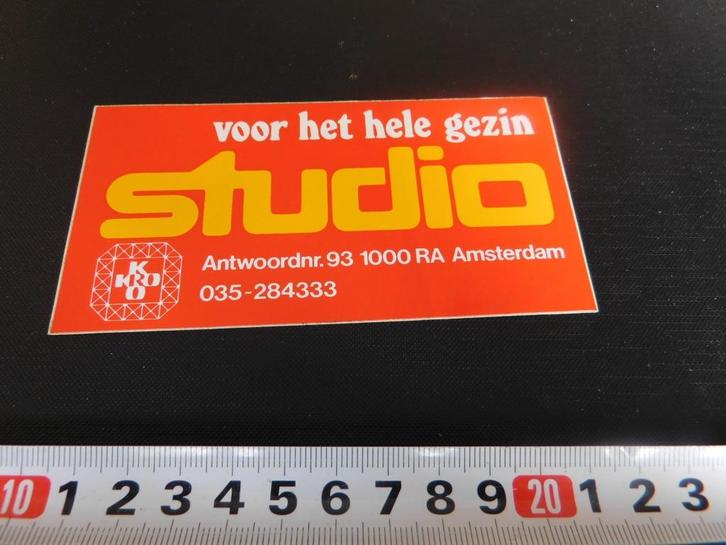 voor het hele gezin
studio
KRO
KRO
Antwoordnr. 93 1000 RA Amsterdam
035-284333
10 1 2 3 4 5 6 7 8 9 20 1 2 3